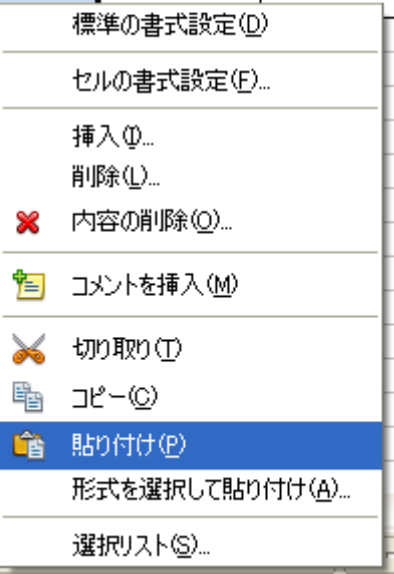 標準の書式設定(D)
セルの書式設定(F)...
挿入(I)...
削除(L)...
内容の削除(O)...
コメントを挿入(M)
切り取り(T)
コピー(C)
貼り付け(P)
形式を選択して貼り付け(A)...
選択リスト(S)...